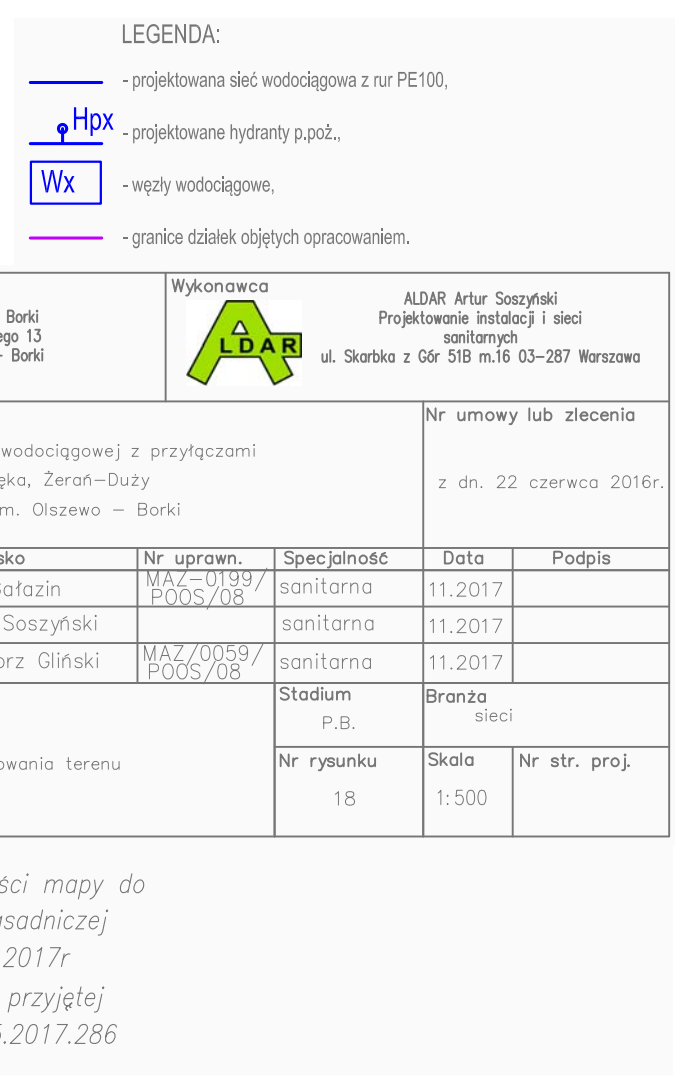 LEGENDA:
- projektowana sieć wodociągowa z rur PE100,
Hpx - projektowane hydranty p.poż.,
Wx - węzły wodociągowe,
- granice działek objętych opracowaniem.
Borki
ego 13
- Borki
Wykonawca
ALDAR
ALDAR Artur Soszyński
Projektowanie instalacji i sieci
sanitarnych
ul. Skarbka z Gór 51B m.16 03-287 Warszawa
wodociągowej z przyłączami
ęka, Żerań-Duży
m. Olszewo - Borki
Nr umowy lub zlecenia
z dn. 22 czerwca 2016r.
sko Nr uprawn. Specjalność Data Podpis
ałazin MAZ-0199/ POOS/08 sanitarna 11.2017
Soszyński sanitarna 11.2017
orz Gliński MAZ/0059/ POOS/08 sanitarna 11.2017
Stadium
P.B.
Branża
sieci
owania terenu
Nr rysunku
18
Skala
1:500
Nr str. proj.
ści mapy do
asadniczej
2017r
przyjętej
.2017.286